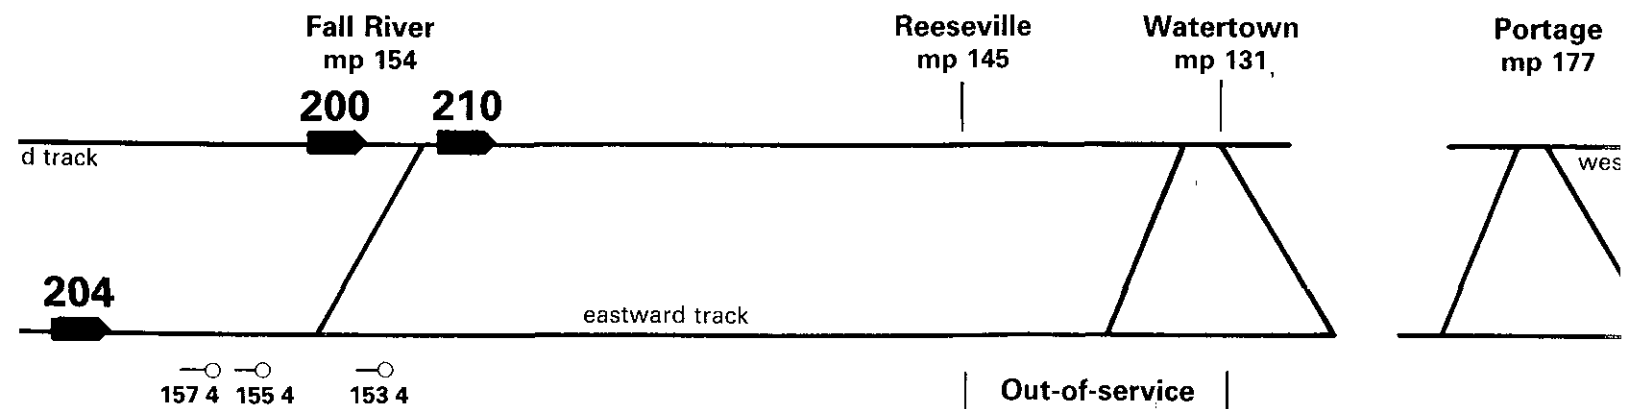 Fall River
mp 154
Reeseville
mp 145
Watertown
mp 131
Portage
mp 177
200
210
d track
wes
204
eastward track
157 4
155 4
153 4
Out-of-service